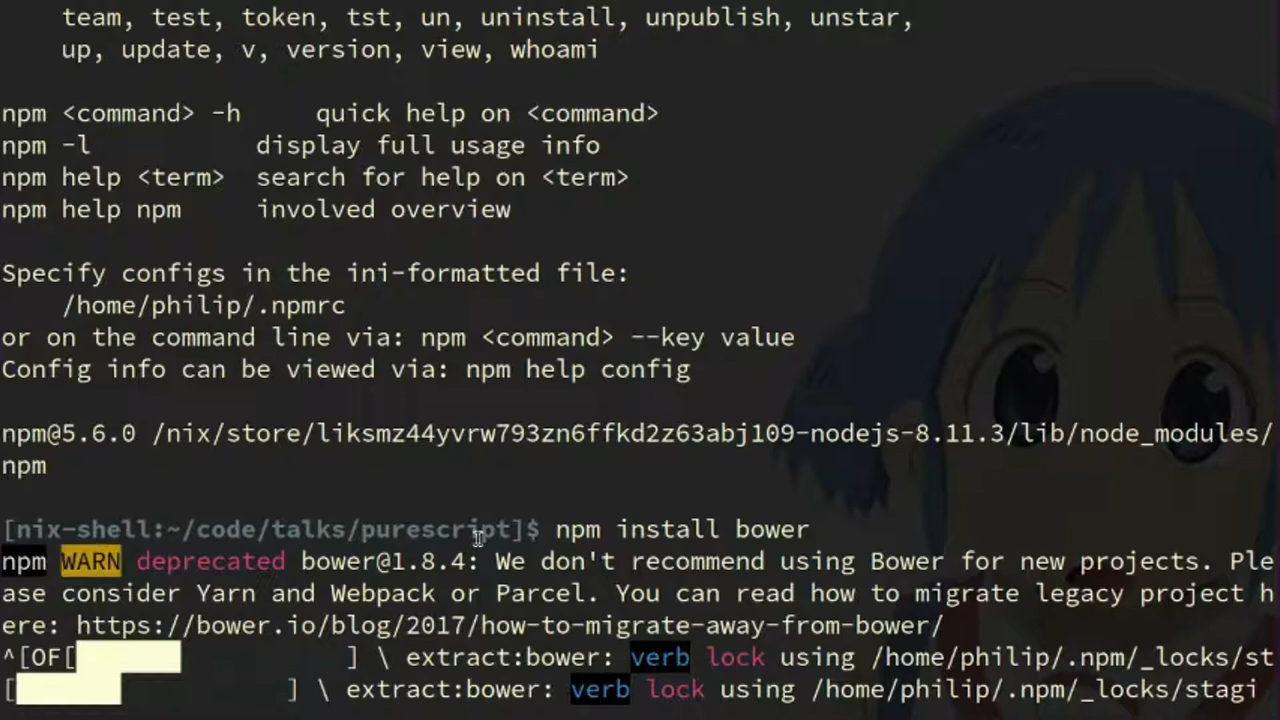 team, test, token, tst, un, uninstall, unpublish, unstar,
up, update, v, version, view, whoami
npm <command> -h     quick help on <command>
npm -l           display full usage info
npm help <term>  search for help on <term>
npm help npm     involved overview
Specify configs in the ini-formatted file:
/home/philip/.npmrc
or on the command line via: npm <command> --key value
Config info can be viewed via: npm help config
npm@5.6.0 /nix/store/liksmz44yvrw793zn6ffkd2z63abj109-nodejs-8.11.3/lib/node_modules/
npm
[nix-shell:~/code/talks/purescript]$ npm install bower
npm WARN deprecated bower@1.8.4: We don't recommend using Bower for new projects. Ple
ase consider Yarn and Webpack or Parcel. You can read how to migrate legacy project h
ere: https://bower.io/blog/2017/how-to-migrate-away-from-bower/
^[OF[                  ] \ extract:bower: verb lock using /home/philip/.npm/_locks/st
[                  ] \ extract:bower: verb lock using /home/philip/.npm/_locks/stagi